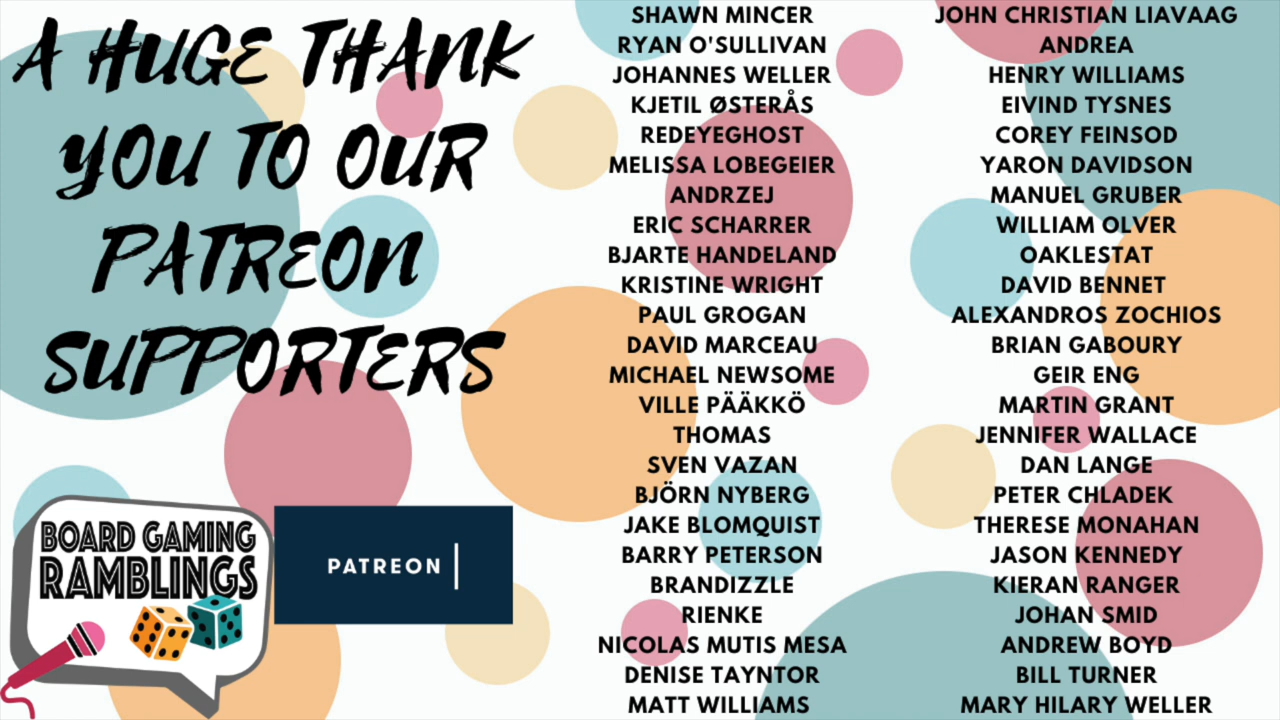 A HUGE THANK
YOU TO OUR
PATREON
SUPPORTERS
BOARD GAMING
RAMBLINGS
PATREON
SHAWN MINCER
RYAN O'SULLIVAN
JOHANNES WELLER
KJETIL ØSTERÅS
REDEYEGHOST
MELISSA LOBEGEIER
ANDRZEJ
ERIC SCHARRER
BJARTE HANDELAND
KRISTINE WRIGHT
PAUL GROGAN
DAVID MARCEAU
MICHAEL NEWSOME
VILLE PÄÄKKÖ
THOMAS
SVEN VAZAN
BJÖRN NYBERG
JAKE BLOMQUIST
BARRY PETERSON
BRANDIZZLE
RIENKE
NICOLAS MUTIS MESA
DENISE TAYNTOR
MATT WILLIAMS
JOHN CHRISTIAN LIAVAAG
ANDREA
HENRY WILLIAMS
EIVIND TYSNES
COREY FEINSOD
YARON DAVIDSON
MANUEL GRUBER
WILLIAM OLVER
OAKLESTAT
DAVID BENNET
ALEXANDROS ZOCHIOS
BRIAN GABOURY
GEIR ENG
MARTIN GRANT
JENNIFER WALLACE
DAN LANGE
PETER CHLADEK
THERESE MONAHAN
JASON KENNEDY
KIERAN RANGER
JOHAN SMID
ANDREW BOYD
BILL TURNER
MARY HILARY WELLER